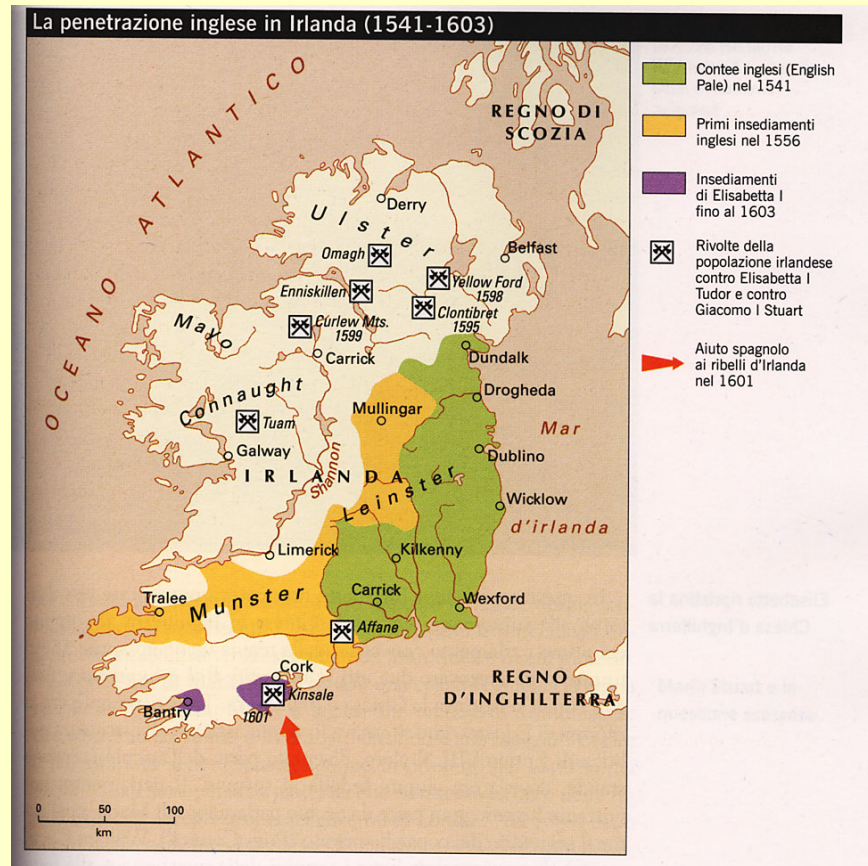 La penetrazione inglese in Irlanda (1541-1603)
OCEANO ATLANTICO
REGNO DI
SCOZIA
Derry
Ulster
Belfast
Omagh
Enniskillen
Yellow Ford
1598
Clontibret
1595
Curlew Mts.
1599
Mayo
Carrick
Dundalk
Connaught
Drogheda
Mullingar
Tuam
Mar
Galway
Dublino
IRLANDA
Shannon
Leinster
Wicklow
d'irlanda
Limerick
Kilkenny
Munster
Carrick
Wexford
Tralee
Affane
Cork
REGNO
D'INGHILTERRA
Kinsale
Bantry
1601
0 50 100
km
Contee inglesi (English
Pale) nel 1541
Primi insediamenti
inglesi nel 1556
Insediamenti
di Elisabetta I
fino al 1603
Rivolte della
popolazione irlandese
contro Elisabetta I
Tudor e contro
Giacomo I Stuart
Aiuto spagnolo
ai ribelli d'Irlanda
nel 1601